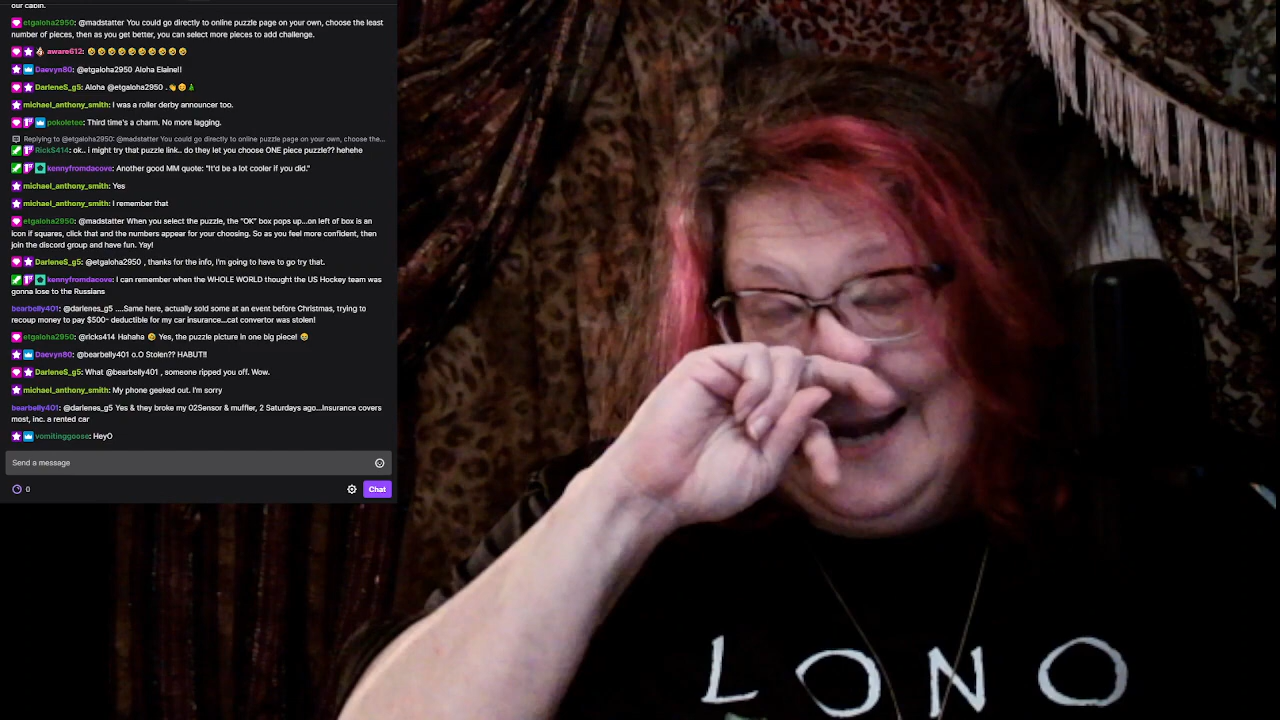 our cabin.
etgaloha2950: @madstatter You could go directly to online puzzle page on your own, choose the least
number of pieces, then as you get better, you can select more pieces to add challenge.
aware612:
Daevyn80: @etgaloha2950 Aloha Elaine!!
DarleneS_g5: Aloha @etgaloha2950 .
michael_anthony_smith: I was a roller derby announcer too.
pokoletee: Third time's a charm. No more lagging.
Replying to @etgaloha2950: @madstatter You could go directly to online puzzle page on your own, choose the...
RickS414: ok.. i might try that puzzle link.. do they let you choose ONE piece puzzle?? hehehe
kennyfromdacove: Another good MM quote: "It'd be a lot cooler if you did."
michael_anthony_smith: Yes
michael_anthony_smith: I remember that
etgaloha2950: @madstatter When you select the puzzle, the "OK" box pops up...on left of box is an
icon if squares, click that and the numbers appear for your choosing. So as you feel more confident, then
join the discord group and have fun. Yay!
DarleneS_g5: @etgaloha2950 , thanks for the info, I'm going to have to go try that.
kennyfromdacove: I can remember when the WHOLE WORLD thought the US Hockey team was
gonna lose to the Russians
bearbelly401: @darlenes_g5 ....Same here, actually sold some at an event before Christmas, trying to
recoup money to pay $500- deductible for my car insurance...cat convertor was stolen!
etgaloha2950: @ricks414 Hahaha Yes, the puzzle picture in one big piece!
Daevyn80: @bearbelly401 o.O Stolen?? HABUT!!
DarleneS_g5: What @bearbelly401 , someone ripped you off. Wow.
michael_anthony_smith: My phone geeked out. I'm sorry
bearbelly401: @darlenes_g5 Yes & they broke my 02Sensor & muffler, 2 Saturdays ago...Insurance covers
most, inc. a rented car
vomitinggoose: HeyO
Send a message
0
Chat
LONO